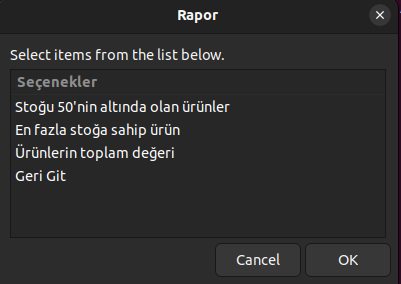 Rapor
Select items from the list below.
Seçenekler
Stoğu 50'nin altında olan ürünler
En fazla stoğa sahip ürün
Ürünlerin toplam değeri
Geri Git
Cancel
OK